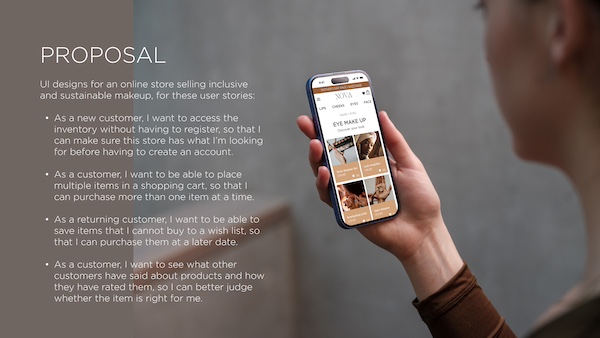 PROPOSAL
UI designs for an online store selling inclusive
and sustainable makeup, for these user stories:
• As a new customer, I want to access the
inventory without having to register, so that I
can make sure this store has what I'm looking
for before having to create an account.
• As a customer, I want to be able to place
multiple items in a shopping cart, so that I
can purchase more than one item at a time.
• As a returning customer, I want to be able to
save items that I cannot buy to a wish list, so
that I can purchase them at a later date.
• As a customer, I want to see what other
customers have said about products and how
they have rated them, so I can better judge
whether the item is right for me.
NOVA
LIPS CHEEKS EYES FACE
EYE MAKE UP
Discover your look